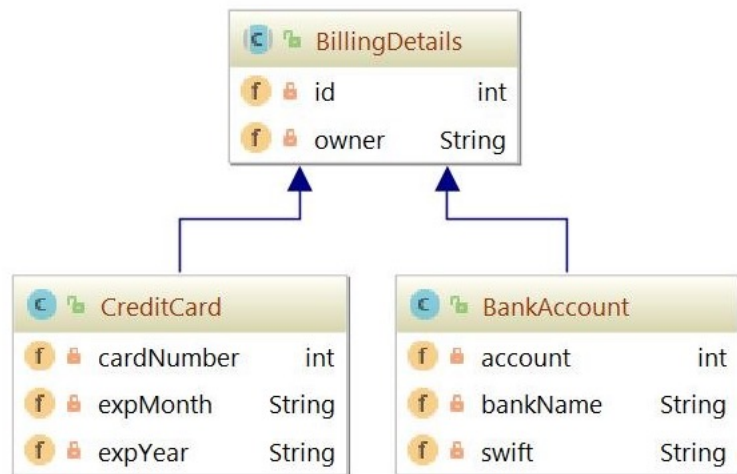 BillingDetails
id int
owner String
CreditCard
cardNumber int
expMonth String
expYear String
BankAccount
account int
bankName String
swift String